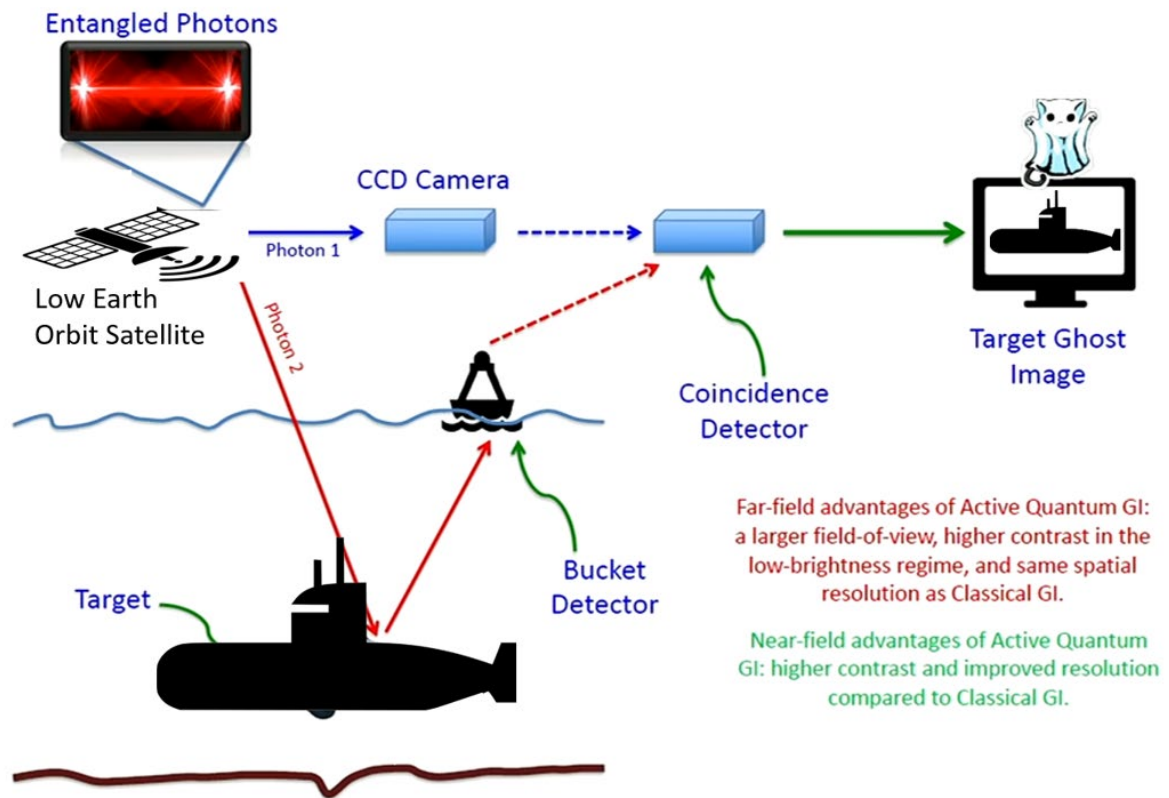 Entangled Photons
CCD Camera
Photon 1
Low Earth
Orbit Satellite
Photon 2
Target Ghost
Image
Coincidence
Detector
Bucket
Detector
Target
Far-field advantages of Active Quantum GI:
a larger field-of-view, higher contrast in the
low-brightness regime, and same spatial
resolution as Classical GI.
Near-field advantages of Active Quantum
GI: higher contrast and improved resolution
compared to Classical GI.